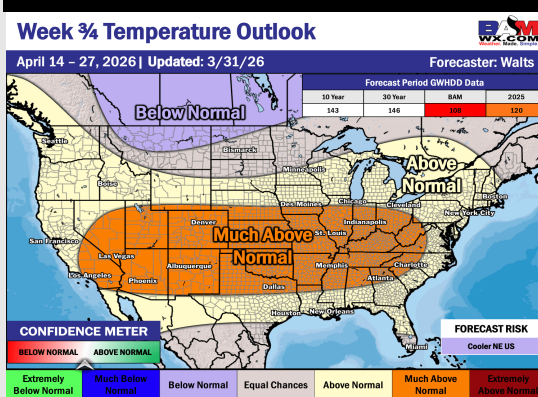 Week ¾ Temperature Outlook
BAM
WX.COM
Weather. Made. Simple.
April 14 – 27, 2026| Updated: 3/31/26
Forecaster: Walts
Forecast Period GWHDD Data
10 Year 30 Year BAM 2025
143 146 108 120
Below Normal
Seattle
Bismarck
Above
Normal
Minneapolis
Boise
Boston
Des Moines
Chicago
Cleveland
New York City
Denver
Indianapolis
San Francisco
Much Above
Normal
St. Louis
Las Vegas
Albuquerque
Memphis
Charlotte
Los Angeles
Phoenix
Atlanta
Dallas
Houston
New Orleans
Miami
CONFIDENCE METER
BELOW NORMAL ABOVE NORMAL
FORECAST RISK
Cooler NE US
Extremely
Below Normal
Much Below
Normal
Below Normal
Equal Chances
Above Normal
Much Above
Normal
Extremely
Above Normal